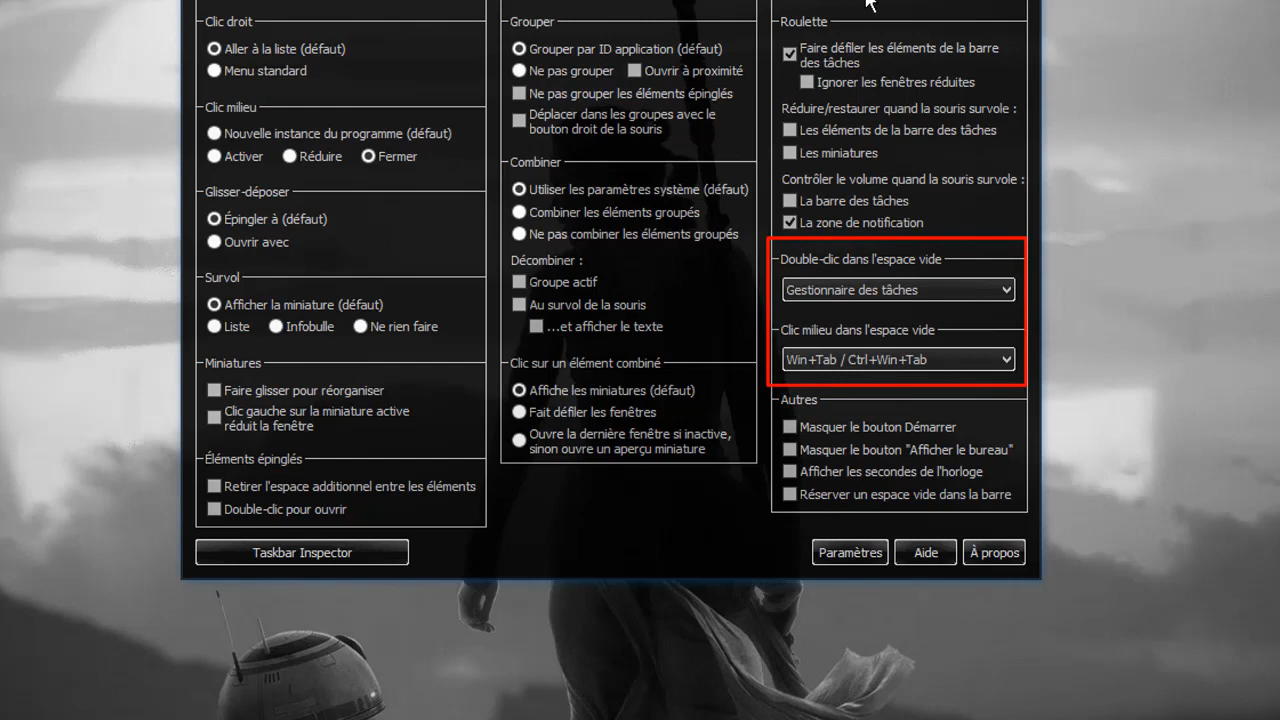 Clic droit
Aller à la liste (défaut)
Menu standard
Clic milieu
Nouvelle instance du programme (défaut)
Activer
Réduire
Fermer
Glisser-déposer
Épingler à (défaut)
Ouvrir avec
Survol
Afficher la miniature (défaut)
Liste
Infobulle
Ne rien faire
Miniatures
Faire glisser pour réorganiser
Clic gauche sur la miniature active
réduit la fenêtre
Éléments épinglés
Retirer l'espace additionnel entre les éléments
Double-clic pour ouvrir
Grouper
Grouper par ID application (défaut)
Ne pas grouper
Ouvrir à proximité
Ne pas grouper les éléments épinglés
Déplacer dans les groupes avec le
bouton droit de la souris
Combiner
Utiliser les paramètres système (défaut)
Combiner les éléments groupés
Ne pas combiner les éléments groupés
Décombiner :
Groupe actif
Au survol de la souris
...et afficher le texte
Clic sur un élément combiné
Affiche les miniatures (défaut)
Fait défiler les fenêtres
Ouvre la dernière fenêtre si inactive,
sinon ouvre un aperçu miniature
Roulette
Faire défiler les éléments de la barre
des tâches
Ignorer les fenêtres réduites
Réduire/restaurer quand la souris survole :
Les éléments de la barre des tâches
Les miniatures
Contrôler le volume quand la souris survole :
La barre des tâches
La zone de notification
Double-clic dans l'espace vide
Gestionnaire des tâches
Clic milieu dans l'espace vide
Win+Tab / Ctrl+Win+Tab
Autres
Masquer le bouton Démarrer
Masquer le bouton "Afficher le bureau"
Afficher les secondes de l'horloge
Réserver un espace vide dans la barre
Taskbar Inspector
Paramètres
Aide
À propos